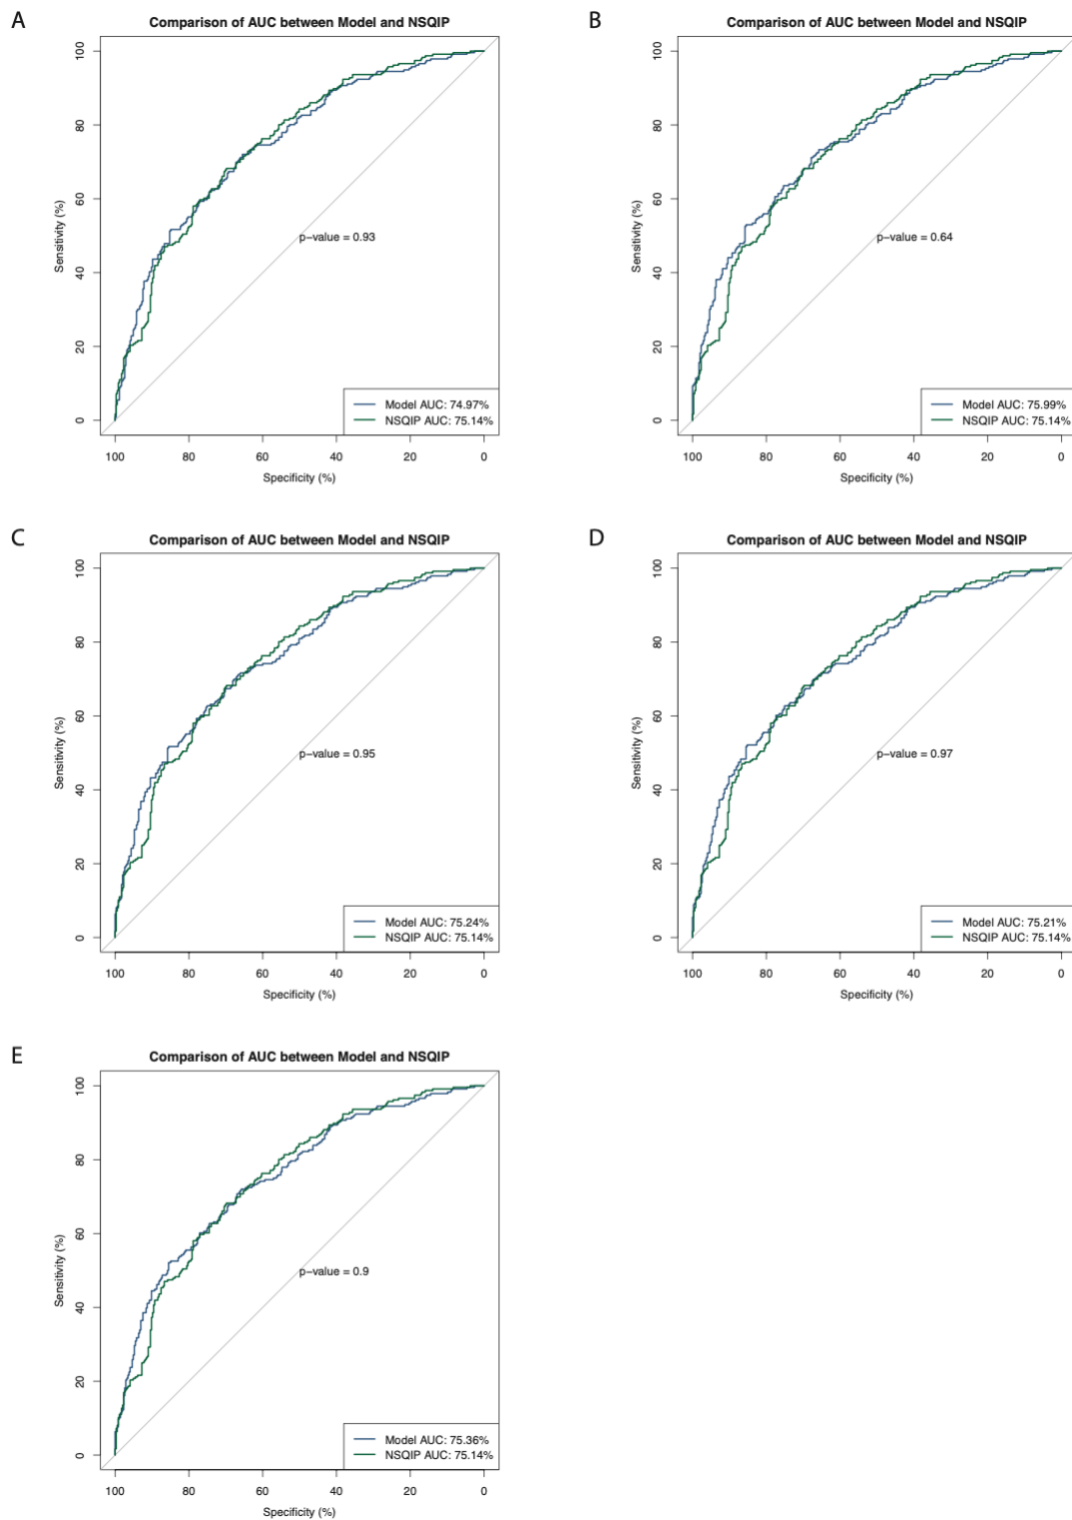 A
Comparison of AUC between Model and NSQIP
Sensitivity (%)
100
80
60
40
20
0
p−value = 0.93
Model AUC: 74.97%
NSQIP AUC: 75.14%
100 80 60 40 20 0
Specificity (%)
B
Comparison of AUC between Model and NSQIP
Sensitivity (%)
100
80
60
40
20
0
p−value = 0.64
Model AUC: 75.99%
NSQIP AUC: 75.14%
100 80 60 40 20 0
Specificity (%)
C
Comparison of AUC between Model and NSQIP
Sensitivity (%)
100
80
60
40
20
0
p−value = 0.95
Model AUC: 75.24%
NSQIP AUC: 75.14%
100 80 60 40 20 0
Specificity (%)
D
Comparison of AUC between Model and NSQIP
Sensitivity (%)
100
80
60
40
20
0
p−value = 0.97
Model AUC: 75.21%
NSQIP AUC: 75.14%
100 80 60 40 20 0
Specificity (%)
E
Comparison of AUC between Model and NSQIP
Sensitivity (%)
100
80
60
40
20
0
p−value = 0.9
Model AUC: 75.36%
NSQIP AUC: 75.14%
100 80 60 40 20 0
Specificity (%)